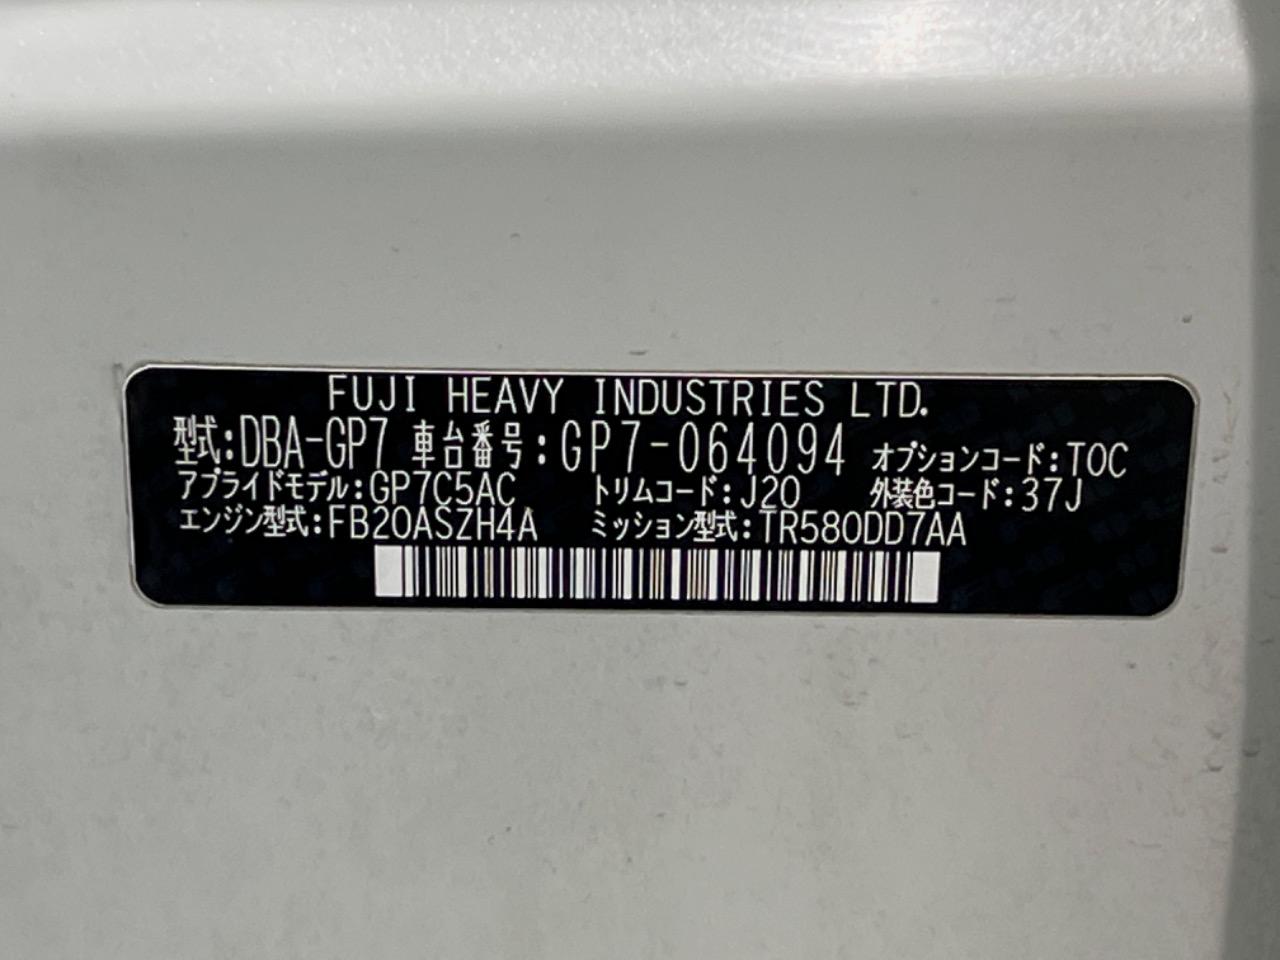 FUJI HEAVY INDUSTRIES LTD.
型式:DBA-GP7 車台番号:GP7-064094 オプションコード:TOC
アプライドモデル:GP7C5AC トリムコード:J20 外装色コード:37J
エンジン型式:FB20ASZH4A ミッション型式:TR580DD7AA